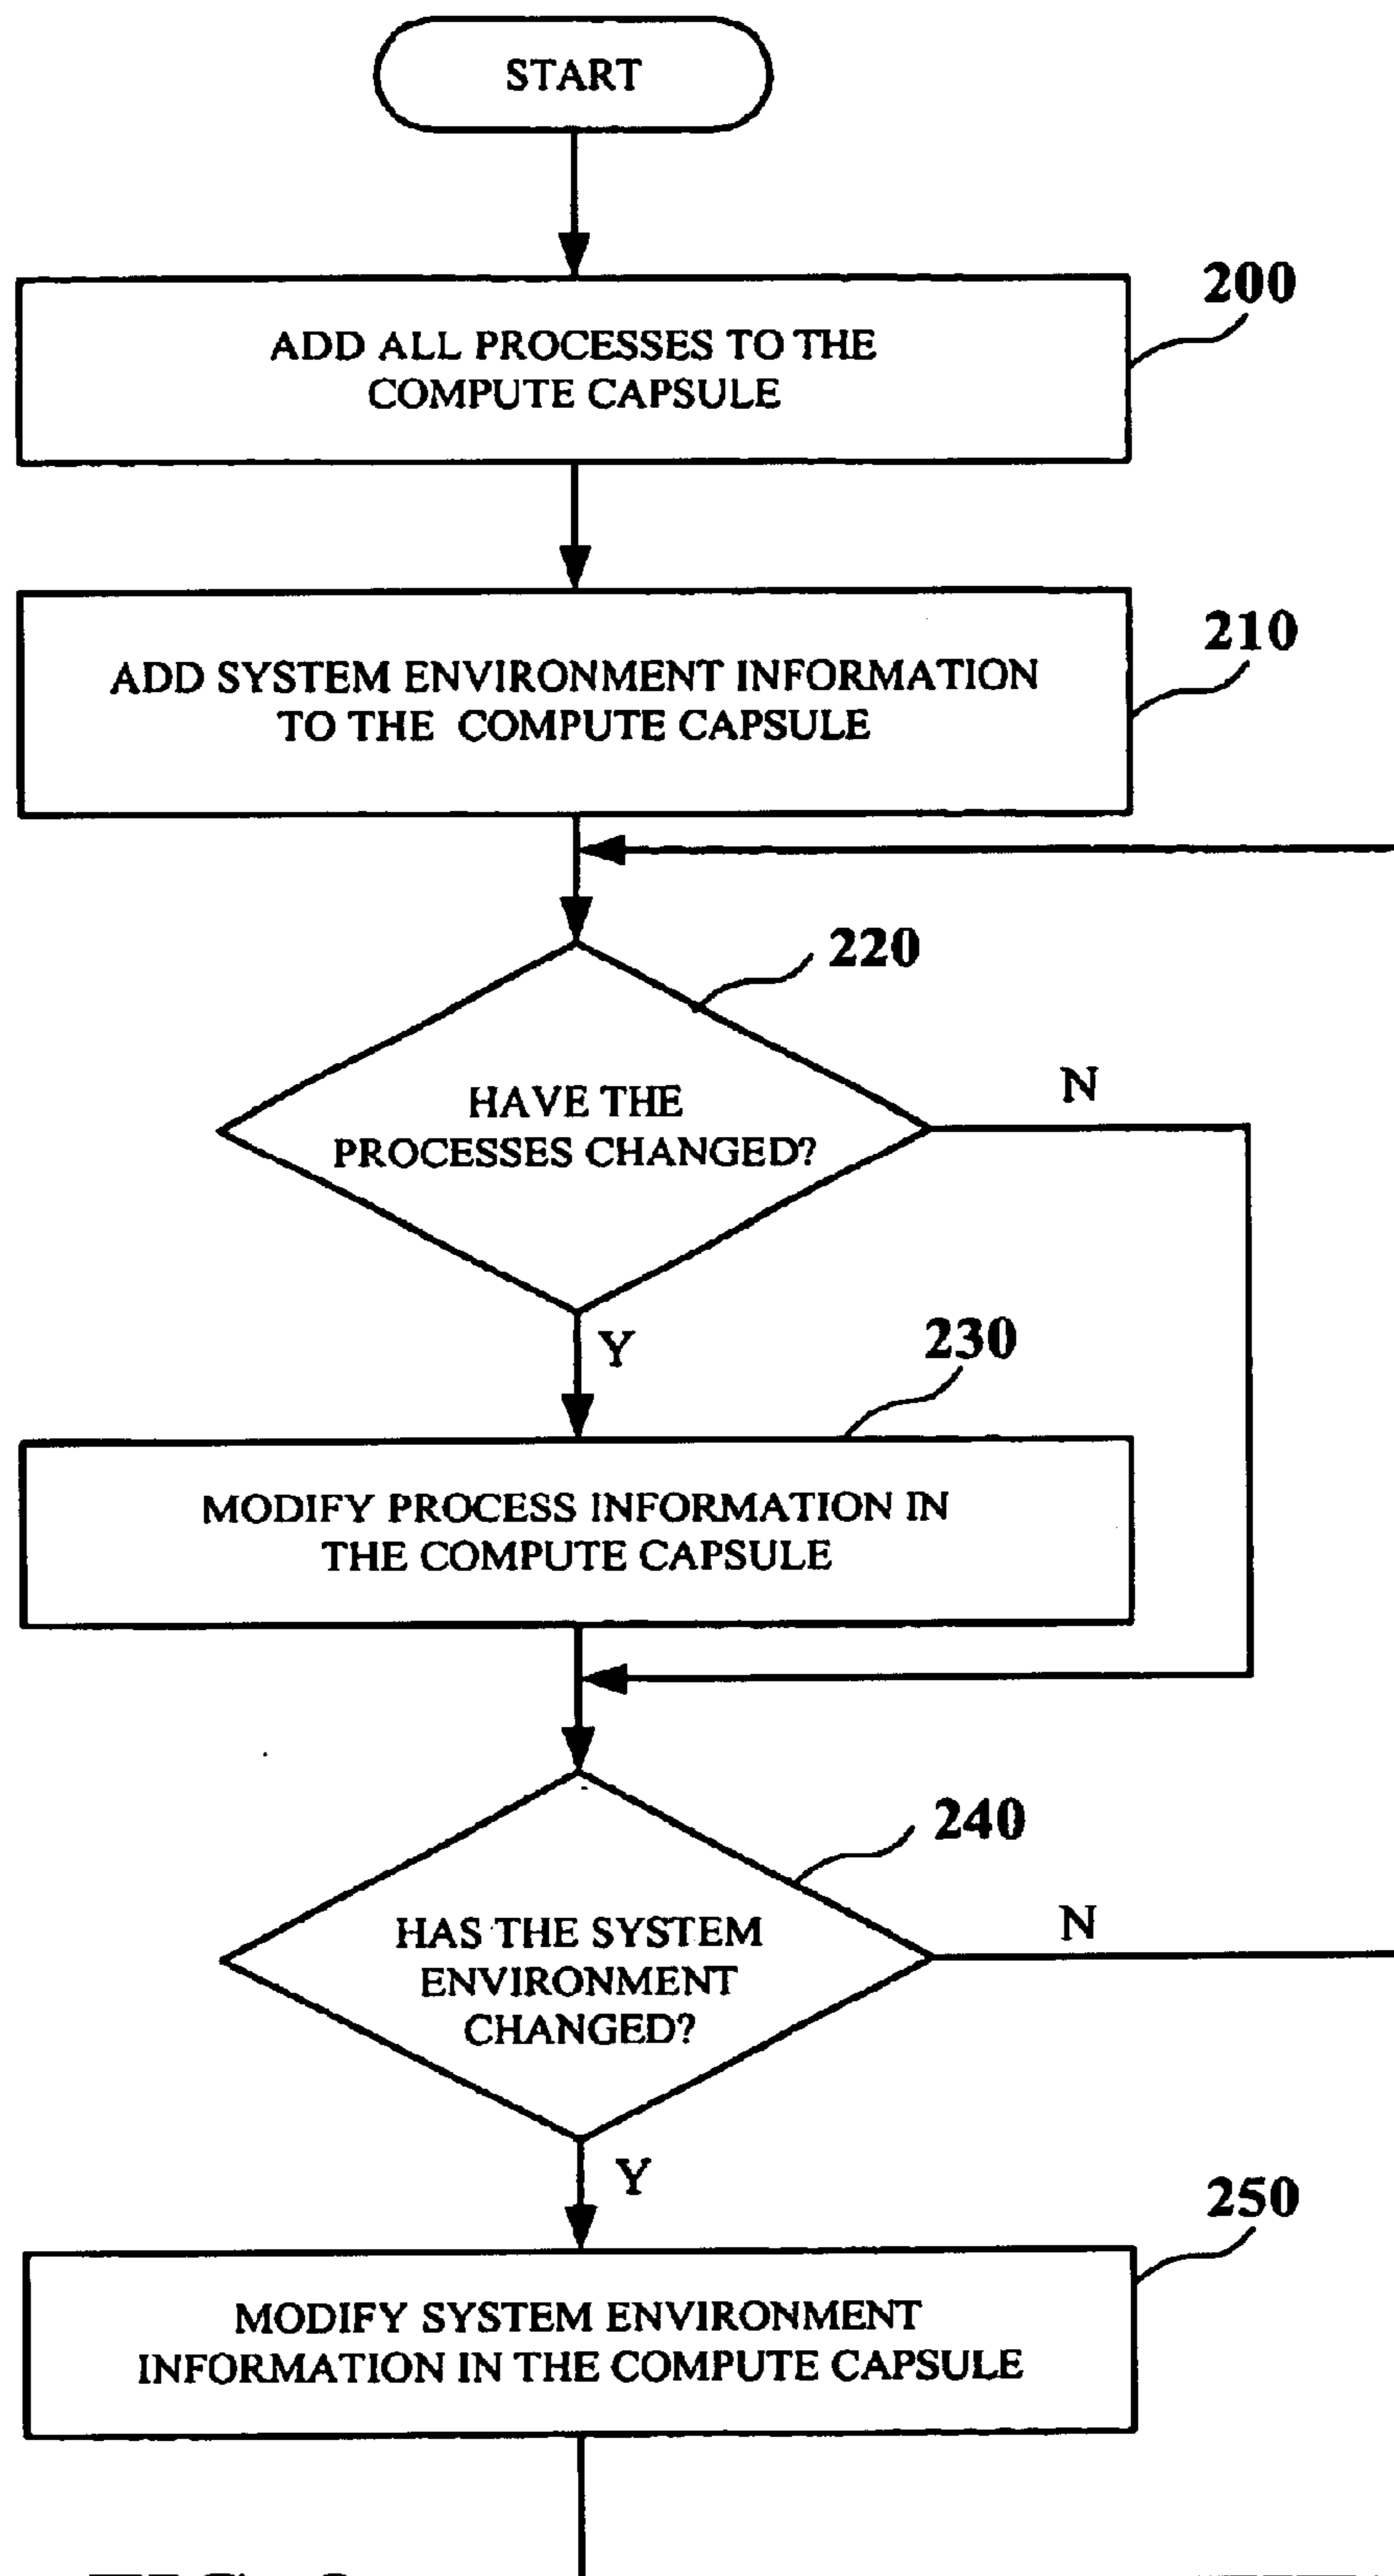 START
200
ADD ALL PROCESSES TO THE
COMPUTE CAPSULE
210
ADD SYSTEM ENVIRONMENT INFORMATION
TO THE COMPUTE CAPSULE
220
HAVE THE
PROCESSES CHANGED?
N
Y
230
MODIFY PROCESS INFORMATION IN
THE COMPUTE CAPSULE
240
HAS THE SYSTEM
ENVIRONMENT
CHANGED?
N
Y
250
MODIFY SYSTEM ENVIRONMENT
INFORMATION IN THE COMPUTE CAPSULE